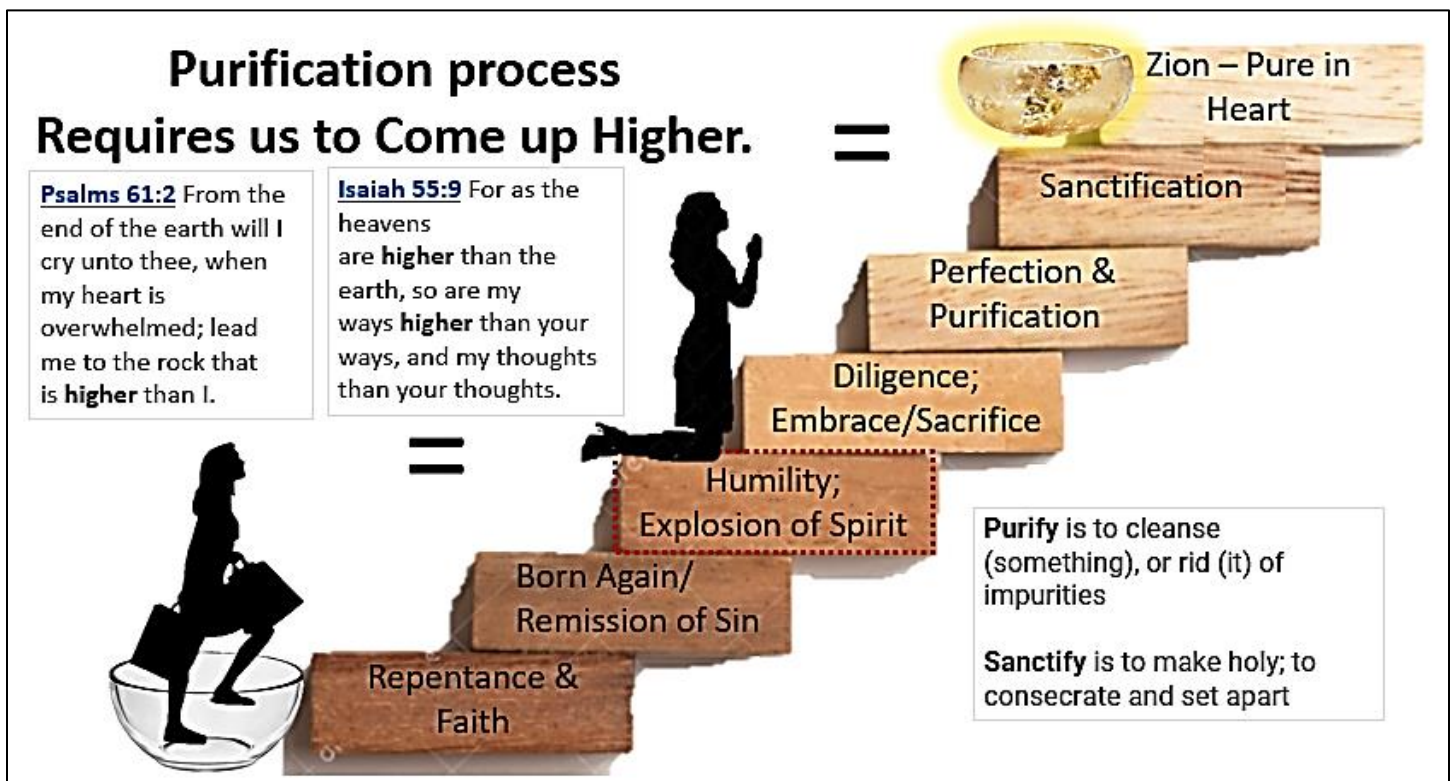 Purification process
Requires us to Come up Higher.
=
Psalms 61:2 From the
end of the earth will I
cry unto thee, when
my heart is
overwhelmed; lead
me to the rock that
is higher than I.
Isaiah 55:9 For as the
heavens
are higher than the
earth, so are my
ways higher than your
ways, and my thoughts
than your thoughts.
=
Zion – Pure in
Heart
Sanctification
Perfection &
Purification
Diligence;
Embrace/Sacrifice
Humility;
Explosion of Spirit
Born Again/
Remission of Sin
Repentance &
Faith
Purify is to cleanse
(something), or rid (it) of
impurities
Sanctify is to make holy; to
consecrate and set apart